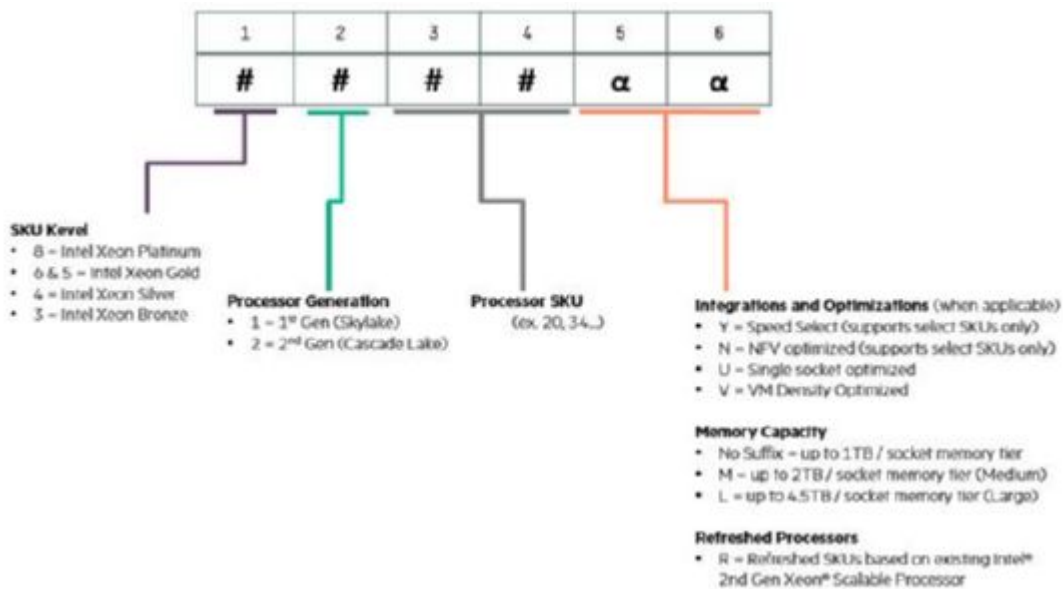 1 2 3 4 5 6
# # # # α α
SKU Kevel
• 8 – Intel Xeon Platinum
• 6 & 5 – Intel Xeon Gold
• 4 – Intel Xeon Silver
• 3 – Intel Xeon Bronze
Processor Generation
• 1 – 1st Gen (Skylake)
• 2 = 2nd Gen (Cascade Lake)
Processor SKU
(ex. 20, 34...)
Integrations and Optimizations (when applicable)
• Y = Speed Select (supports select SKUs only)
• N = NFV optimized (supports select SKUs only)
• U – Single socket optimized
• V = VM Density Optimized
Memory Capacity
• No Suffix – up to 1TB / socket memory tier
• M – up to 2TB / socket memory tier (Medium)
• L = up to 4.5TB / socket memory tier (Large)
Refreshed Processors
• R = Refreshed SKUs based on existing Intel®
2nd Gen Xeon® Scalable Processor